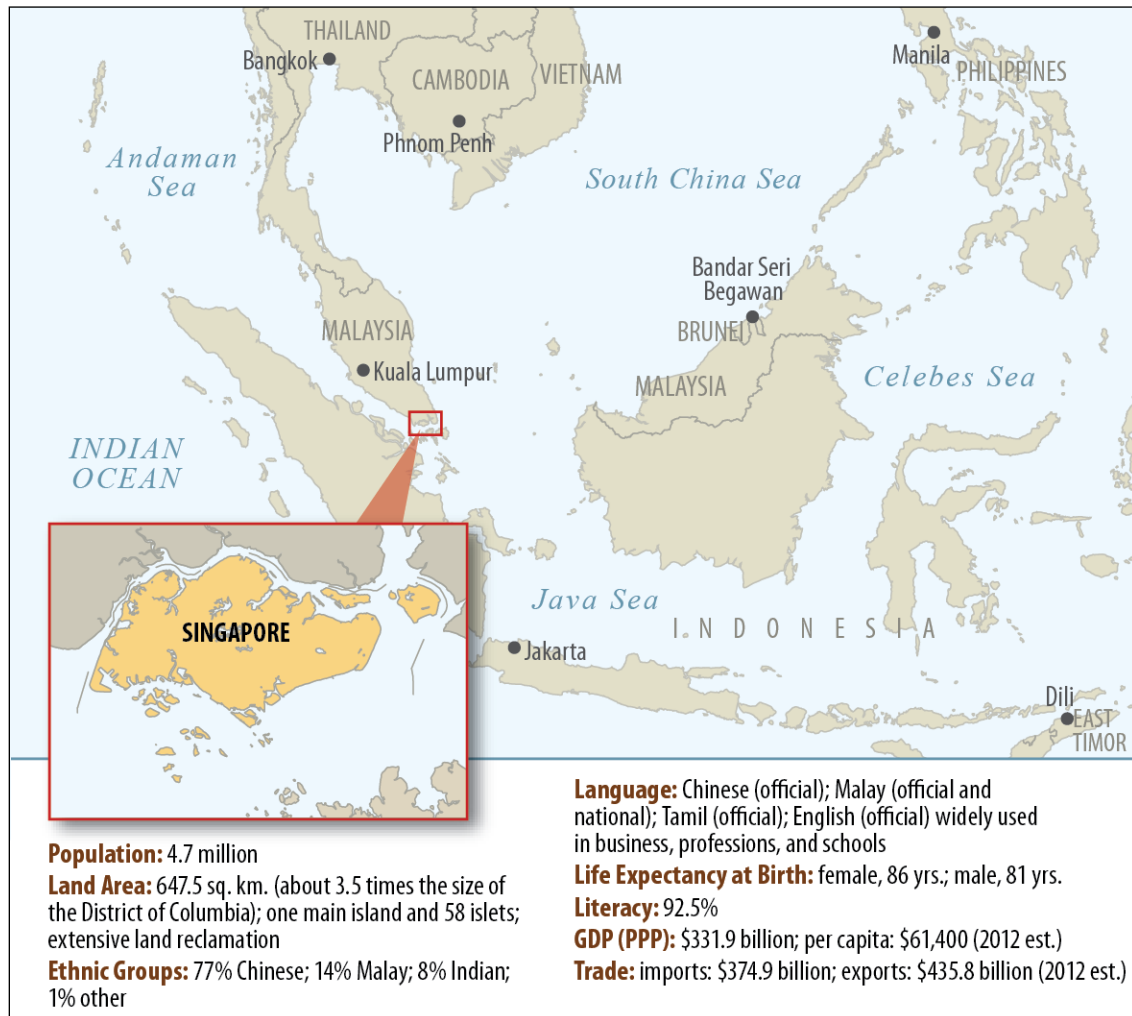 THAILAND
Bangkok
CAMBODIA
VIETNAM
Phnom Penh
Manila
PHILIPPINES
Andaman
Sea
South China Sea
Bandar Seri
Begawan
BRUNEI
MALAYSIA
Kuala Lumpur
MALAYSIA
Celebes Sea
INDIAN
OCEAN
SINGAPORE
Java Sea
INDONESIA
Jakarta
Dili
EAST
TIMOR
Population: 4.7 million
Land Area: 647.5 sq. km. (about 3.5 times the size of
the District of Columbia); one main island and 58 islets;
extensive land reclamation
Ethnic Groups: 77% Chinese; 14% Malay; 8% Indian;
1% other
Language: Chinese (official); Malay (official and
national); Tamil (official); English (official) widely used
in business, professions, and schools
Life Expectancy at Birth: female, 86 yrs.; male, 81 yrs.
Literacy: 92.5%
GDP (PPP): $331.9 billion; per capita: $61,400 (2012 est.)
Trade: imports: $374.9 billion; exports: $435.8 billion (2012 est.)